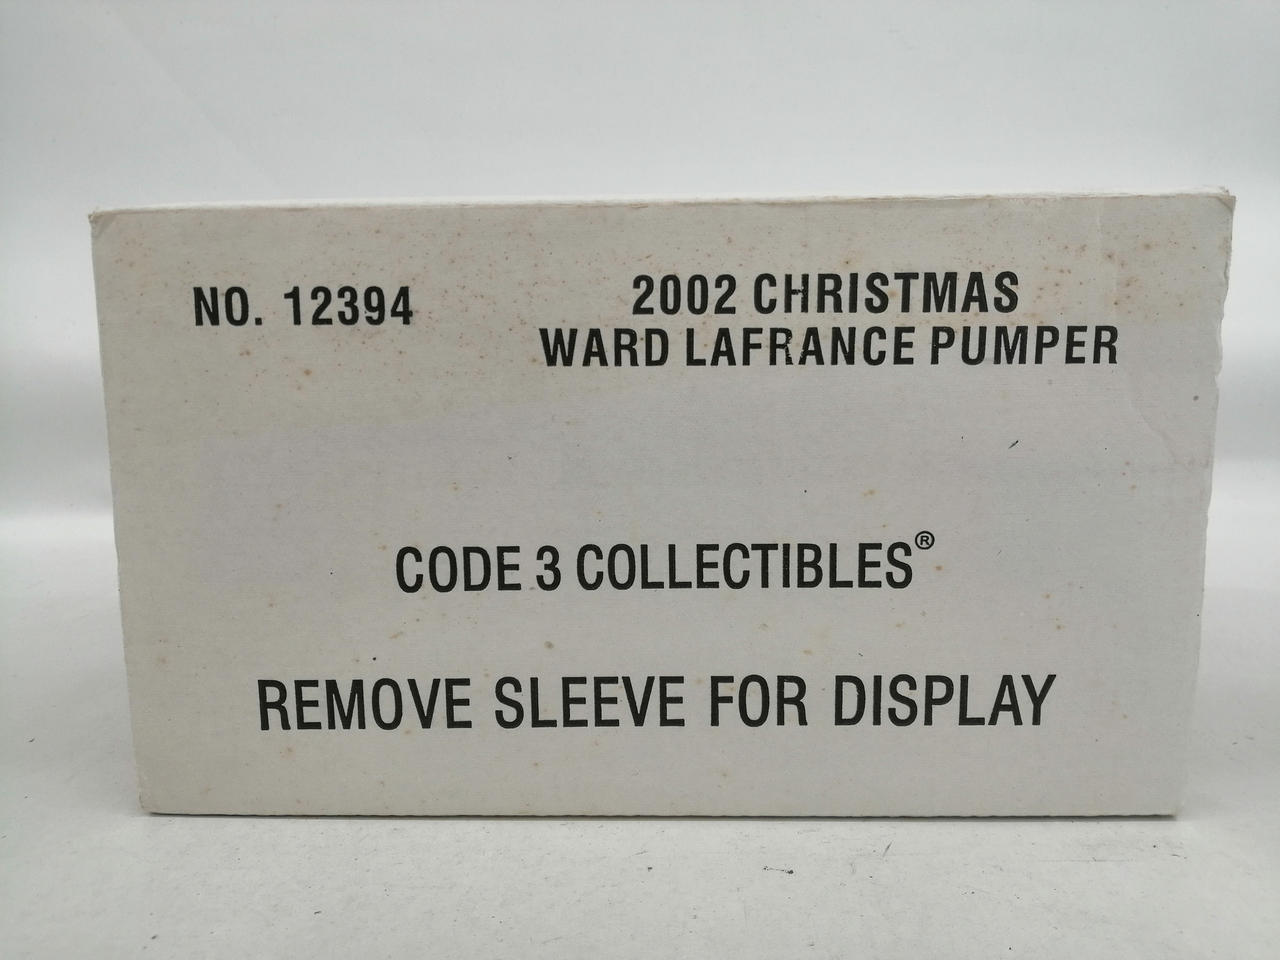 NO. 12394
2002 CHRISTMAS
WARD LAFRANCE PUMPER
CODE 3 COLLECTIBLES®
REMOVE SLEEVE FOR DISPLAY